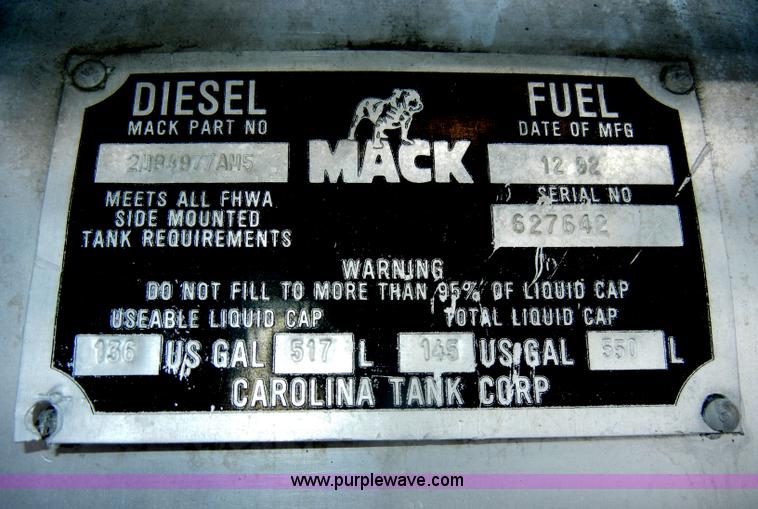 DIESEL FUEL
MACK PART NO DATE OF MFG
MACK
12 92
MEETS ALL FHWA SERIAL NO
SIDE MOUNTED 627642
TANK REQUIREMENTS
WARNING
DO NOT FILL TO MORE THAN 95% OF LIQUID CAP
USEABLE LIQUID CAP TOTAL LIQUID CAP
136 US GAL 517 L 145 US GAL 550 L
CAROLINA TANK CORP
www.purplewave.com